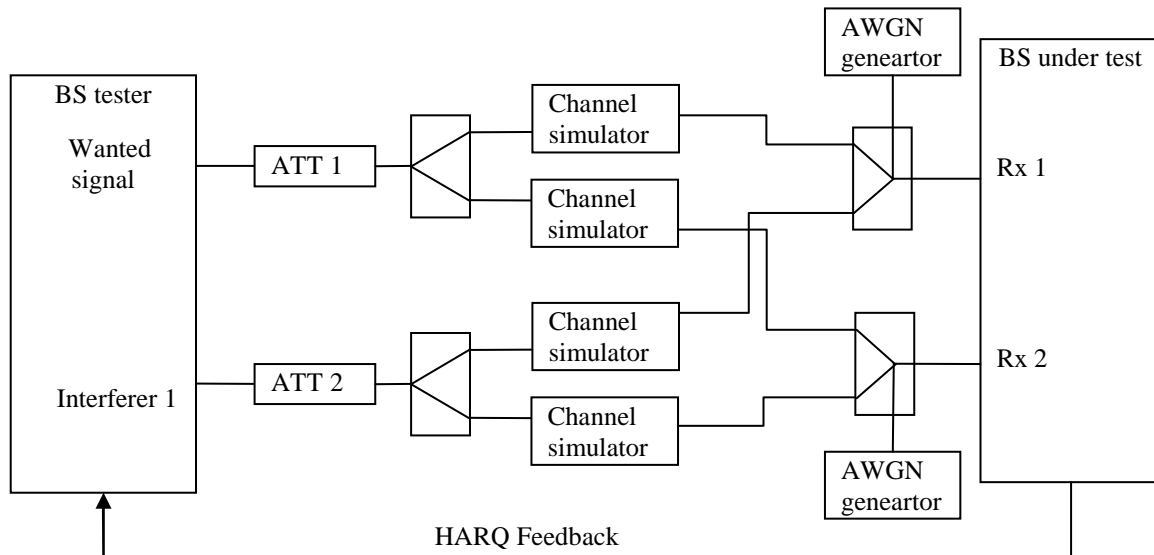 AWGN
geneartor
BS under test
BS tester
Channel
simulator
Wanted
signal
ATT 1
Rx 1
Channel
simulator
Channel
simulator
Rx 2
ATT 2
Interferer 1
Channel
simulator
AWGN
geneartor
HARQ Feedback